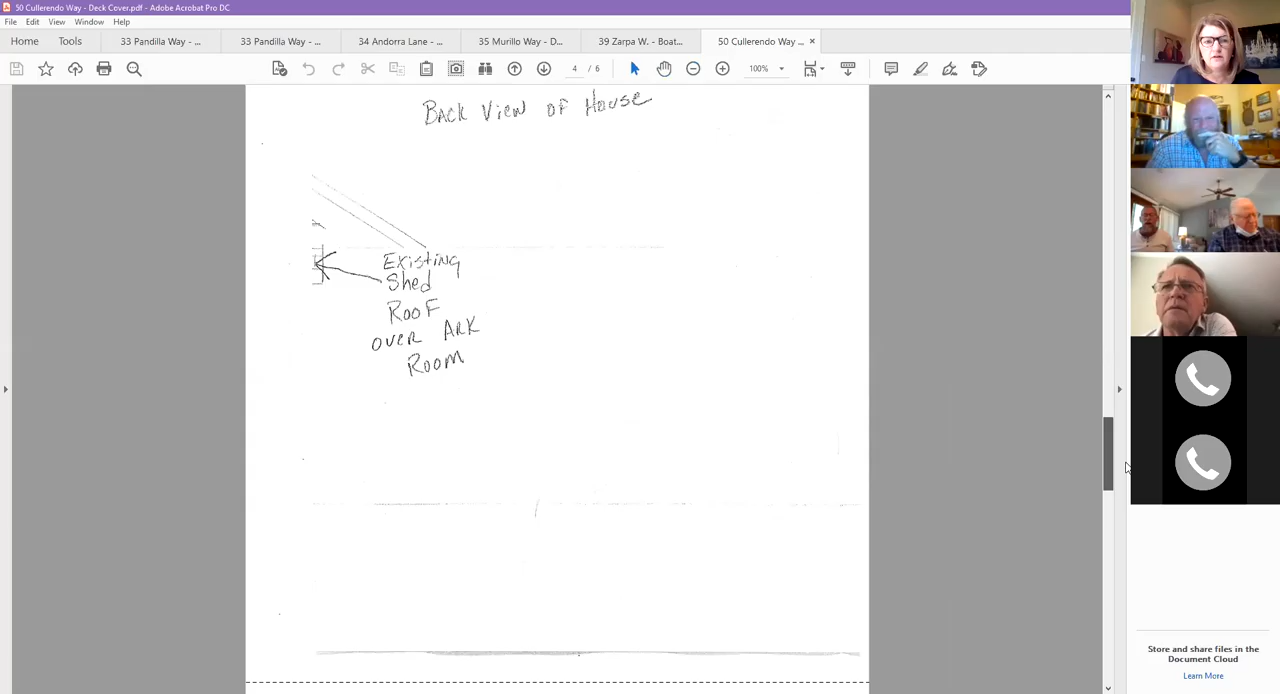 50 Cullerendo Way - Deck Cover.pdf - Adobe Acrobat Pro DC
File Edit View Window Help
Home Tools 33 Pandilla Way - ... 33 Pandilla Way - ... 34 Andorra Lane - ... 35 Murillo Way - D... 39 Zarpa W. - Boat... 50 Cullerendo Way ... ×
4 / 6 100%
Back View of House
Existing
Shed
Roof
over Ark
Room
Store and share files in the
Document Cloud
Learn More